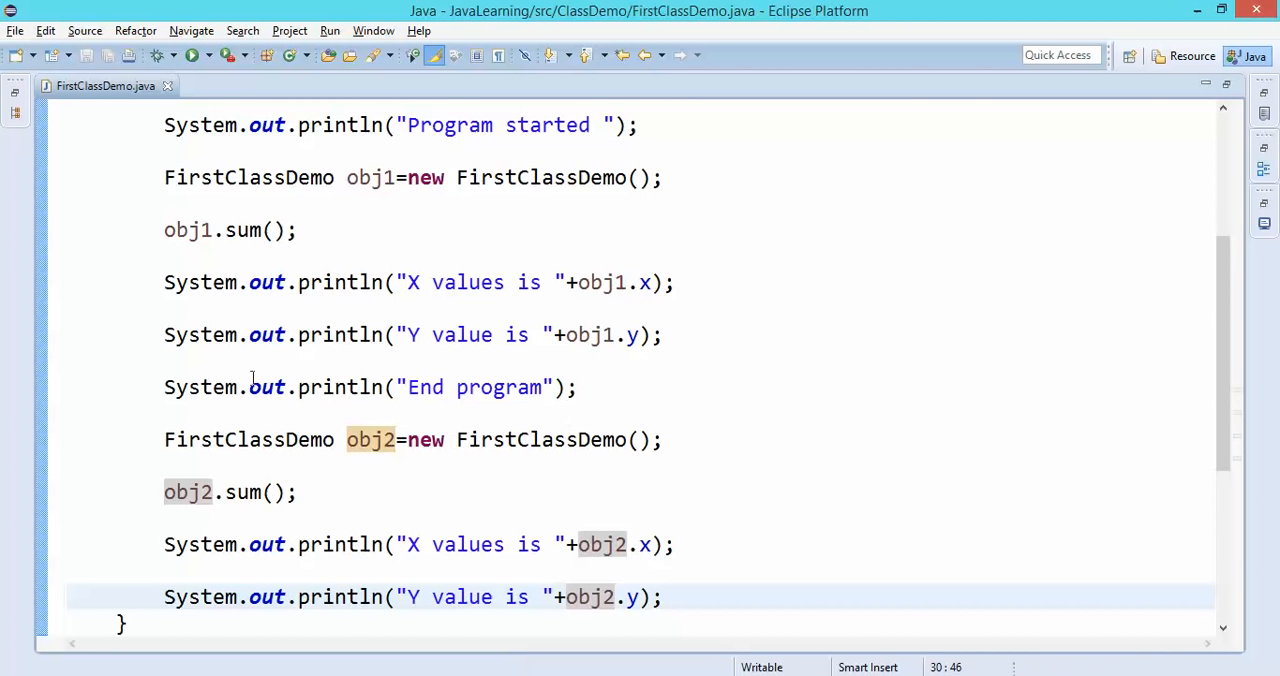 Java - JavaLearning/src/ClassDemo/FirstClassDemo.java - Eclipse Platform
File Edit Source Refactor Navigate Search Project Run Window Help
Quick Access Resource Java
FirstClassDemo.java
System.out.println("Program started ");
FirstClassDemo obj1=new FirstClassDemo();
obj1.sum();
System.out.println("X values is "+obj1.x);
System.out.println("Y value is "+obj1.y);
System.out.println("End program");
FirstClassDemo obj2=new FirstClassDemo();
obj2.sum();
System.out.println("X values is "+obj2.x);
System.out.println("Y value is "+obj2.y);
}
Writable Smart Insert 30 : 46